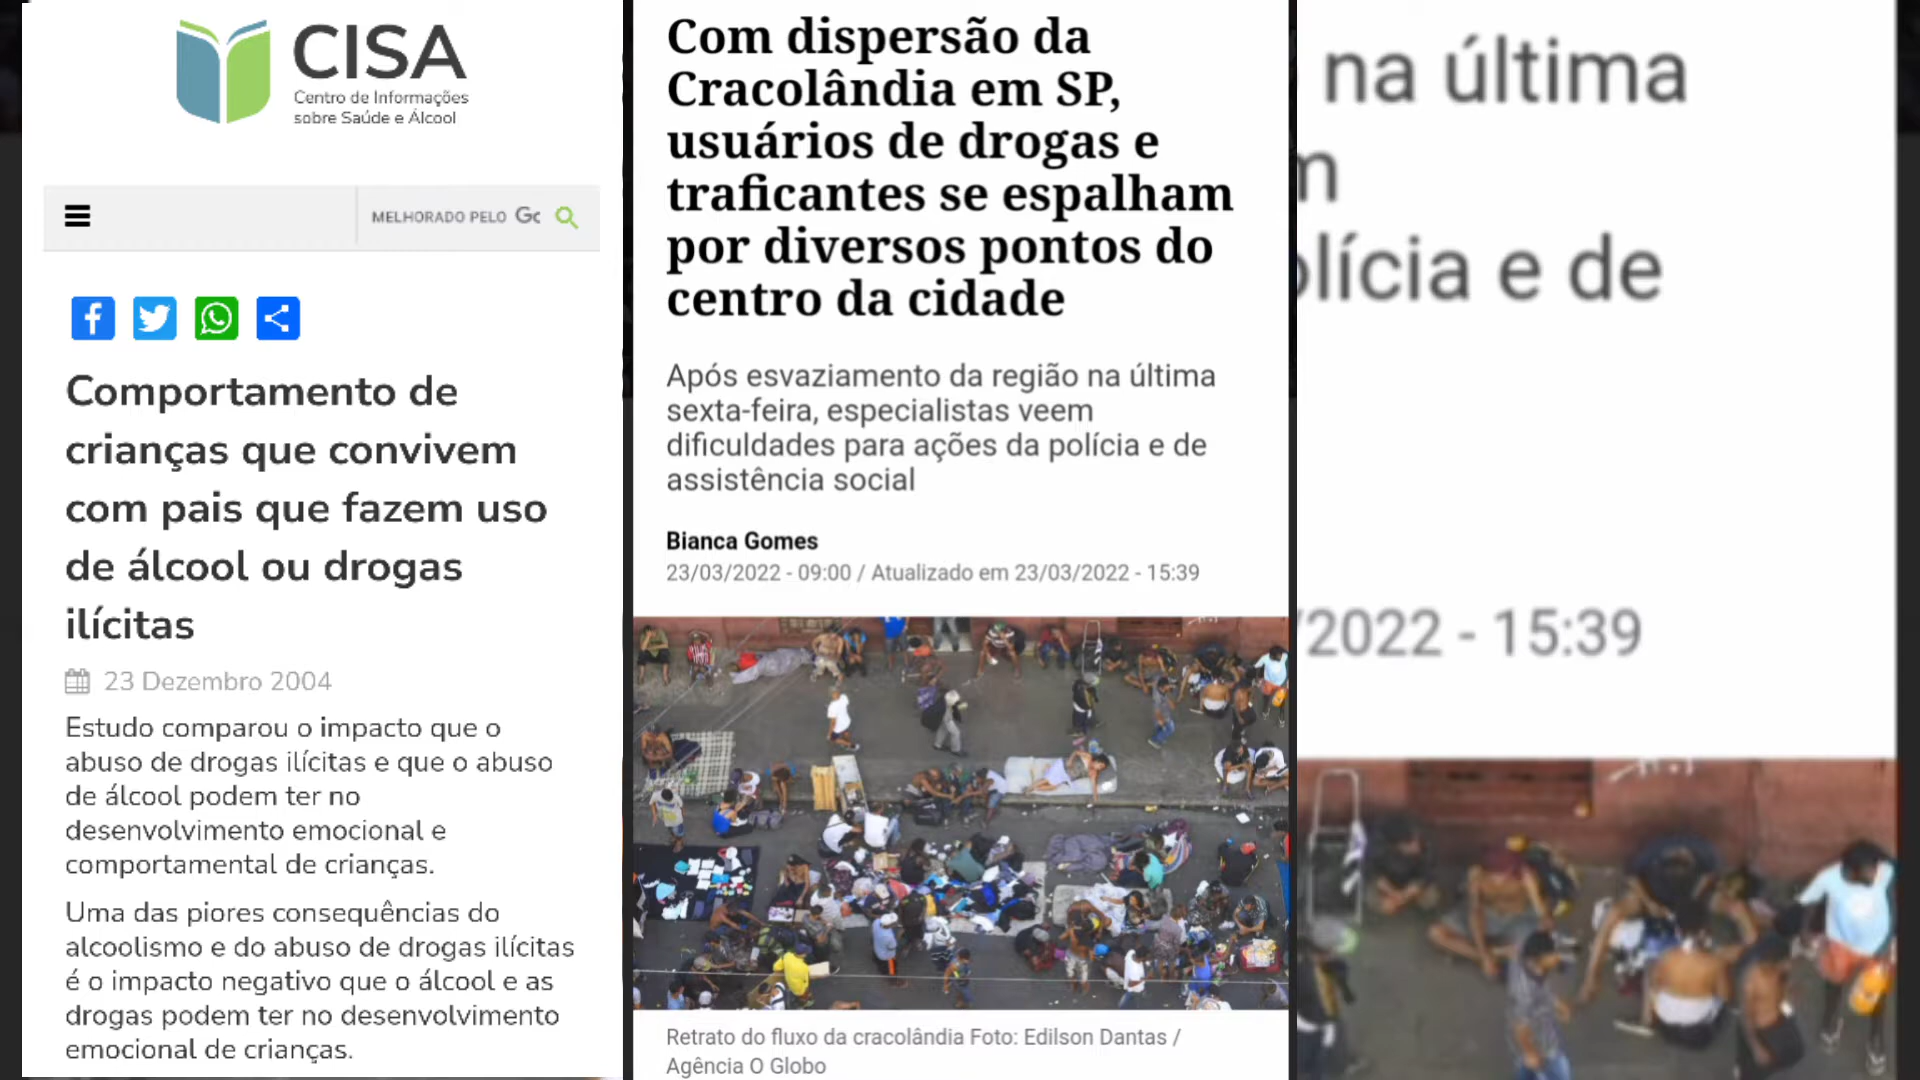 CISA
Centro de Informações
sobre Saúde e Álcool
MELHORADO PELO
Comportamento de
crianças que convivem
com pais que fazem uso
de álcool ou drogas
ilícitas
23 Dezembro 2004
Estudo comparou o impacto que o
abuso de drogas ilícitas e que o abuso
de álcool podem ter no
desenvolvimento emocional e
comportamental de crianças.
Uma das piores consequências do
alcoolismo e do abuso de drogas ilícitas
é o impacto negativo que o álcool e as
drogas podem ter no desenvolvimento
emocional de crianças.
Com dispersão da
Cracolândia em SP,
usuários de drogas e
traficantes se espalham
por diversos pontos do
centro da cidade
Após esvaziamento da região na última
sexta-feira, especialistas veem
dificuldades para ações da polícia e de
assistência social
Bianca Gomes
23/03/2022 - 09:00 / Atualizado em 23/03/2022 - 15:39
Retrato do fluxo da cracolândia Foto: Edilson Dantas /
Agência O Globo
na última
m
olícia e de
/2022 - 15:39